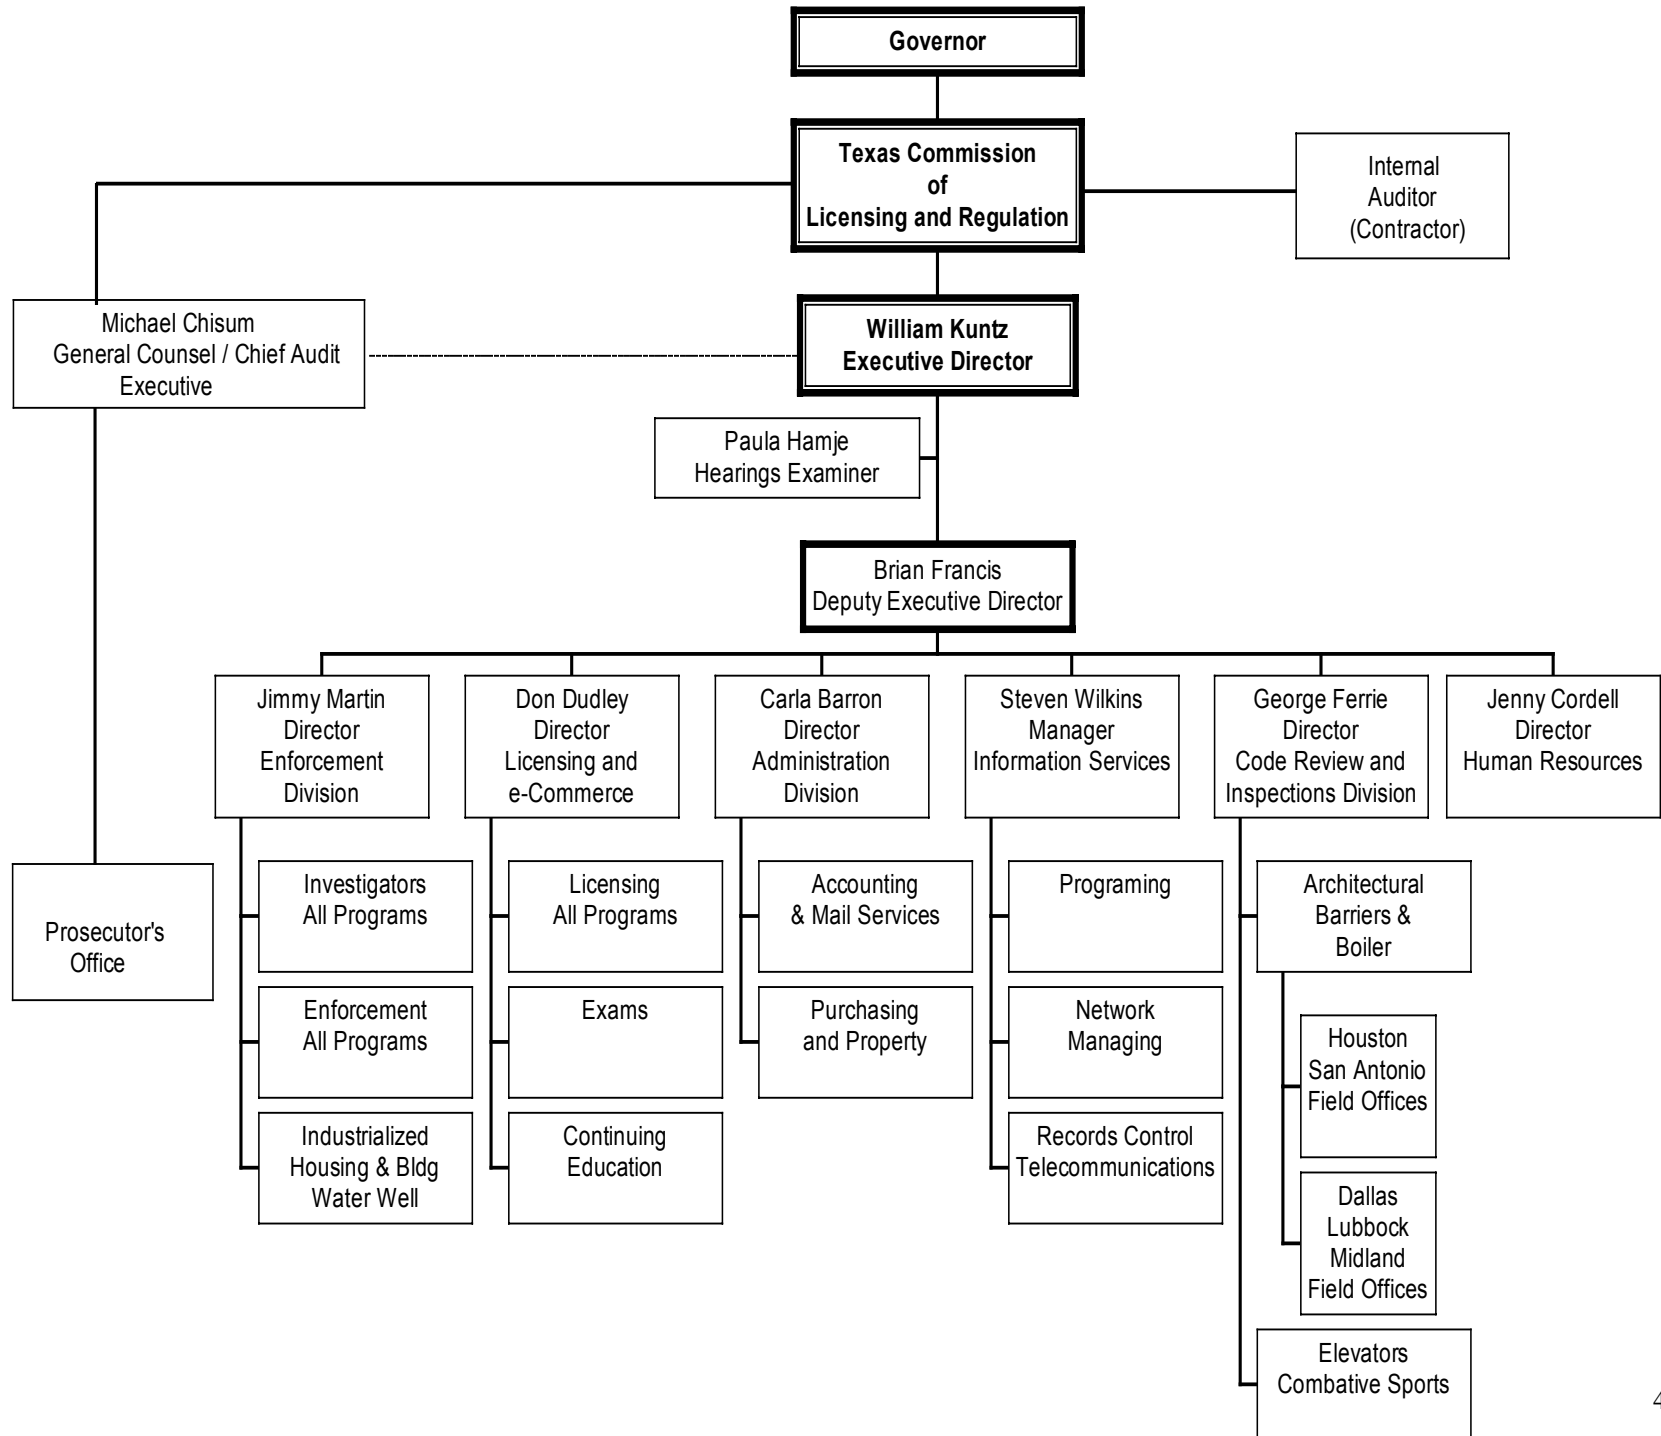 Governor
Texas Commission
of
Licensing and Regulation
Internal
Auditor
(Contractor)
Michael Chisum
General Counsel / Chief Audit
Executive
William Kuntz
Executive Director
Paula Hamje
Hearings Examiner
Brian Francis
Deputy Executive Director
Jimmy Martin
Director
Enforcement
Division
Don Dudley
Director
Licensing and
e-Commerce
Carla Barron
Director
Administration
Division
Steven Wilkins
Manager
Information Services
George Ferrie
Director
Code Review and
Inspections Division
Jenny Cordell
Director
Human Resources
Prosecutor's
Office
Investigators
All Programs
Enforcement
All Programs
Industrialized
Housing & Bldg
Water Well
Licensing
All Programs
Exams
Continuing
Education
Accounting
& Mail Services
Purchasing
and Property
Programing
Network
Managing
Records Control
Telecommunications
Architectural
Barriers &
Boiler
Houston
San Antonio
Field Offices
Dallas
Lubbock
Midland
Field Offices
Elevators
Combative Sports
4